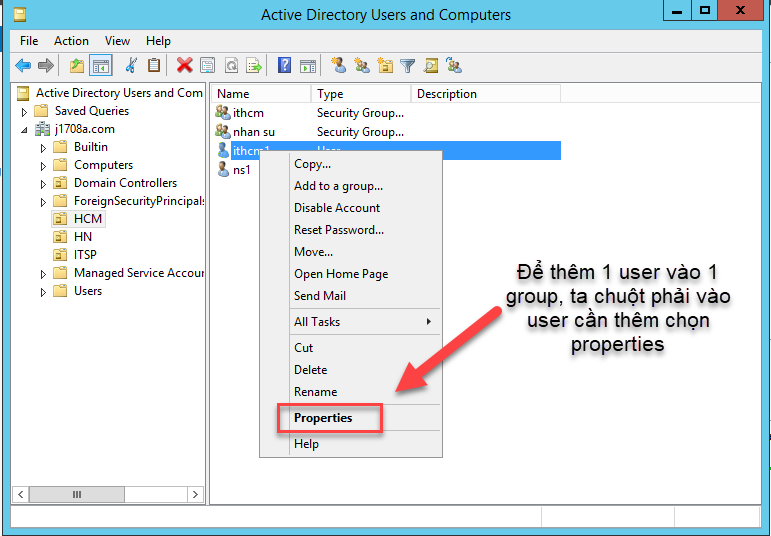 Active Directory Users and Computers
File Action View Help
Active Directory Users and Com
Saved Queries
j1708a.com
Builtin
Computers
Domain Controllers
ForeignSecurityPrincipals
HCM
HN
ITSP
Managed Service Accou
Users
Name Type Description
ithcm Security Group...
nhan su Security Group...
ithcm1 User
ns1
Copy...
Add to a group...
Disable Account
Reset Password...
Move...
Open Home Page
Send Mail
All Tasks
Cut
Delete
Rename
Properties
Help
Để thêm 1 user vào 1
group, ta chuột phải vào
user cần thêm chọn
properties